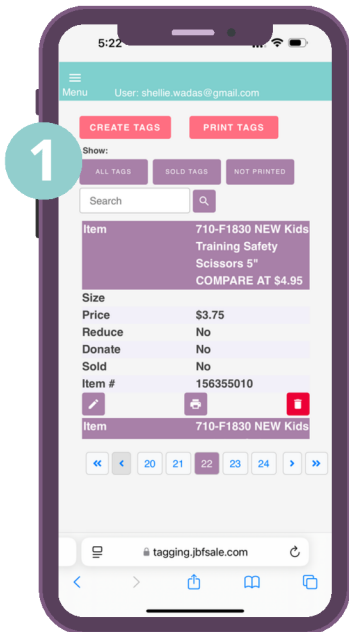 5:22
1
Menu User: shellie.wadas@gmail.com
CREATE TAGS PRINT TAGS
Show:
ALL TAGS SOLD TAGS NOT PRINTED
Search
Item 710-F1830 NEW Kids
Training Safety
Scissors 5"
COMPARE AT $4.95
Size
Price $3.75
Reduce No
Donate No
Sold No
Item # 156355010
Item 710-F1830 NEW Kids
« ‹ 20 21 22 23 24 › »
tagging.jbfsale.com